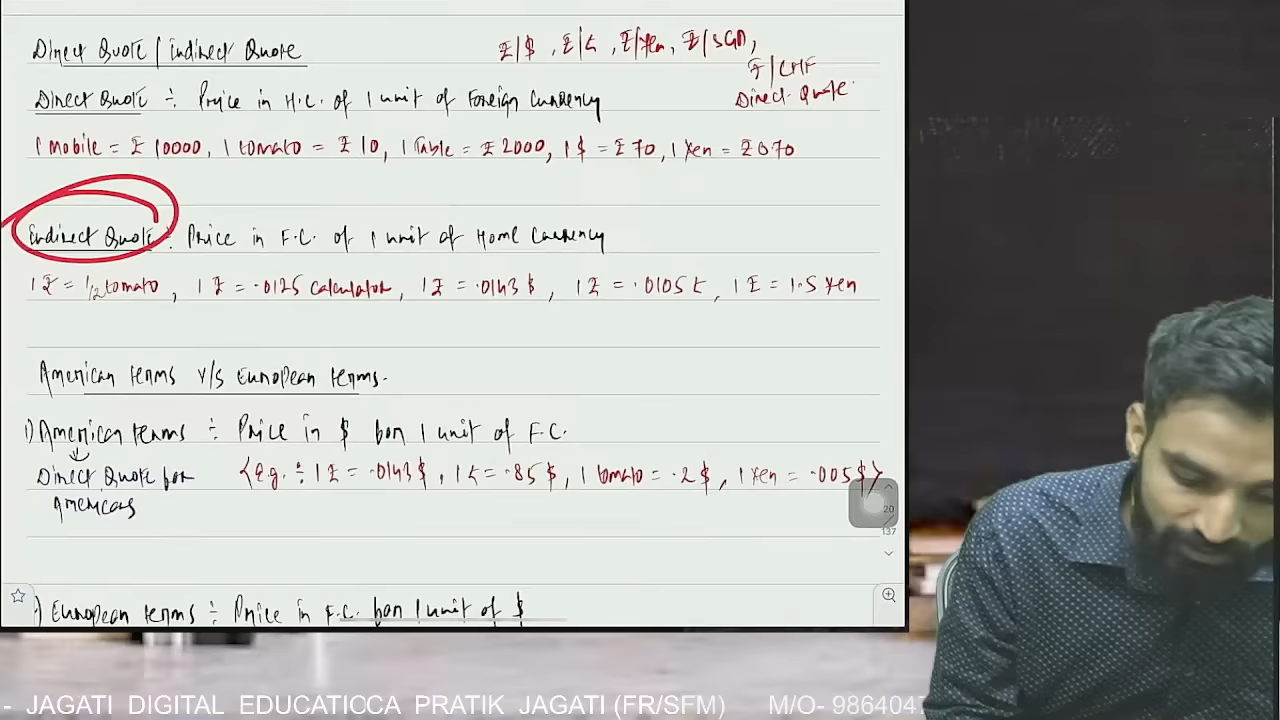 Direct Quote / Indirect Quote
₹/$ , ₹/€ , ₹/Yen, ₹/SGD,
₹/CHF
Direct Quote
Direct Quote ÷ Price in H.C. of 1 unit of Foreign Currency
1 mobile = ₹ 10000, 1 tomato = ₹ 10, 1 Table = ₹ 2000, 1 $ = ₹ 70, 1 Yen = ₹ 0.70
Indirect Quote : Price in F.C. of 1 unit of Home Currency
1 ₹ = 1/2 tomato , 1 ₹ = .0125 calculator, 1 ₹ = .0143 $ , 1 ₹ = .0105 € , 1 ₹ = 1.5 Yen
American terms V/s European terms.
1) American terms ÷ Price in $ for 1 unit of F.C.
Direct Quote for {e.g. ÷ 1 ₹ = .0143 $ , 1 € = .85 $ , 1 tomato = .2 $ , 1 Yen = .005 $}
Americas
20
137
) European terms ÷ Price in F.C. for 1 unit of $
- JAGATI DIGITAL EDUCATIOCCA PRATIK JAGATI (FR/SFM) M/O- 9864047